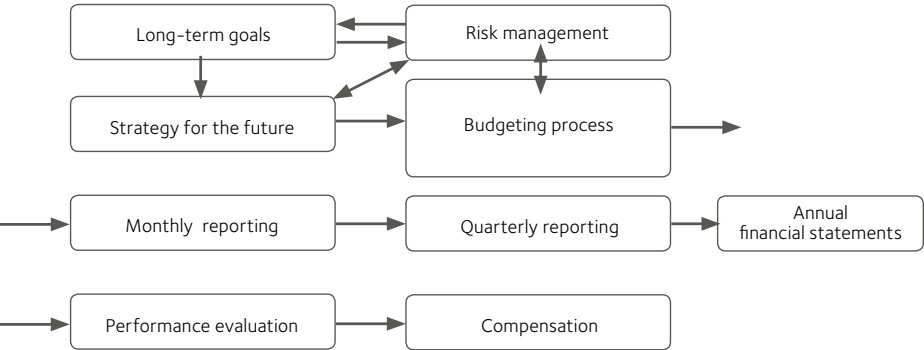 Long-term goals
Risk management
Strategy for the future
Budgeting process
Monthly reporting
Quarterly reporting
Annual
financial statements
Performance evaluation
Compensation